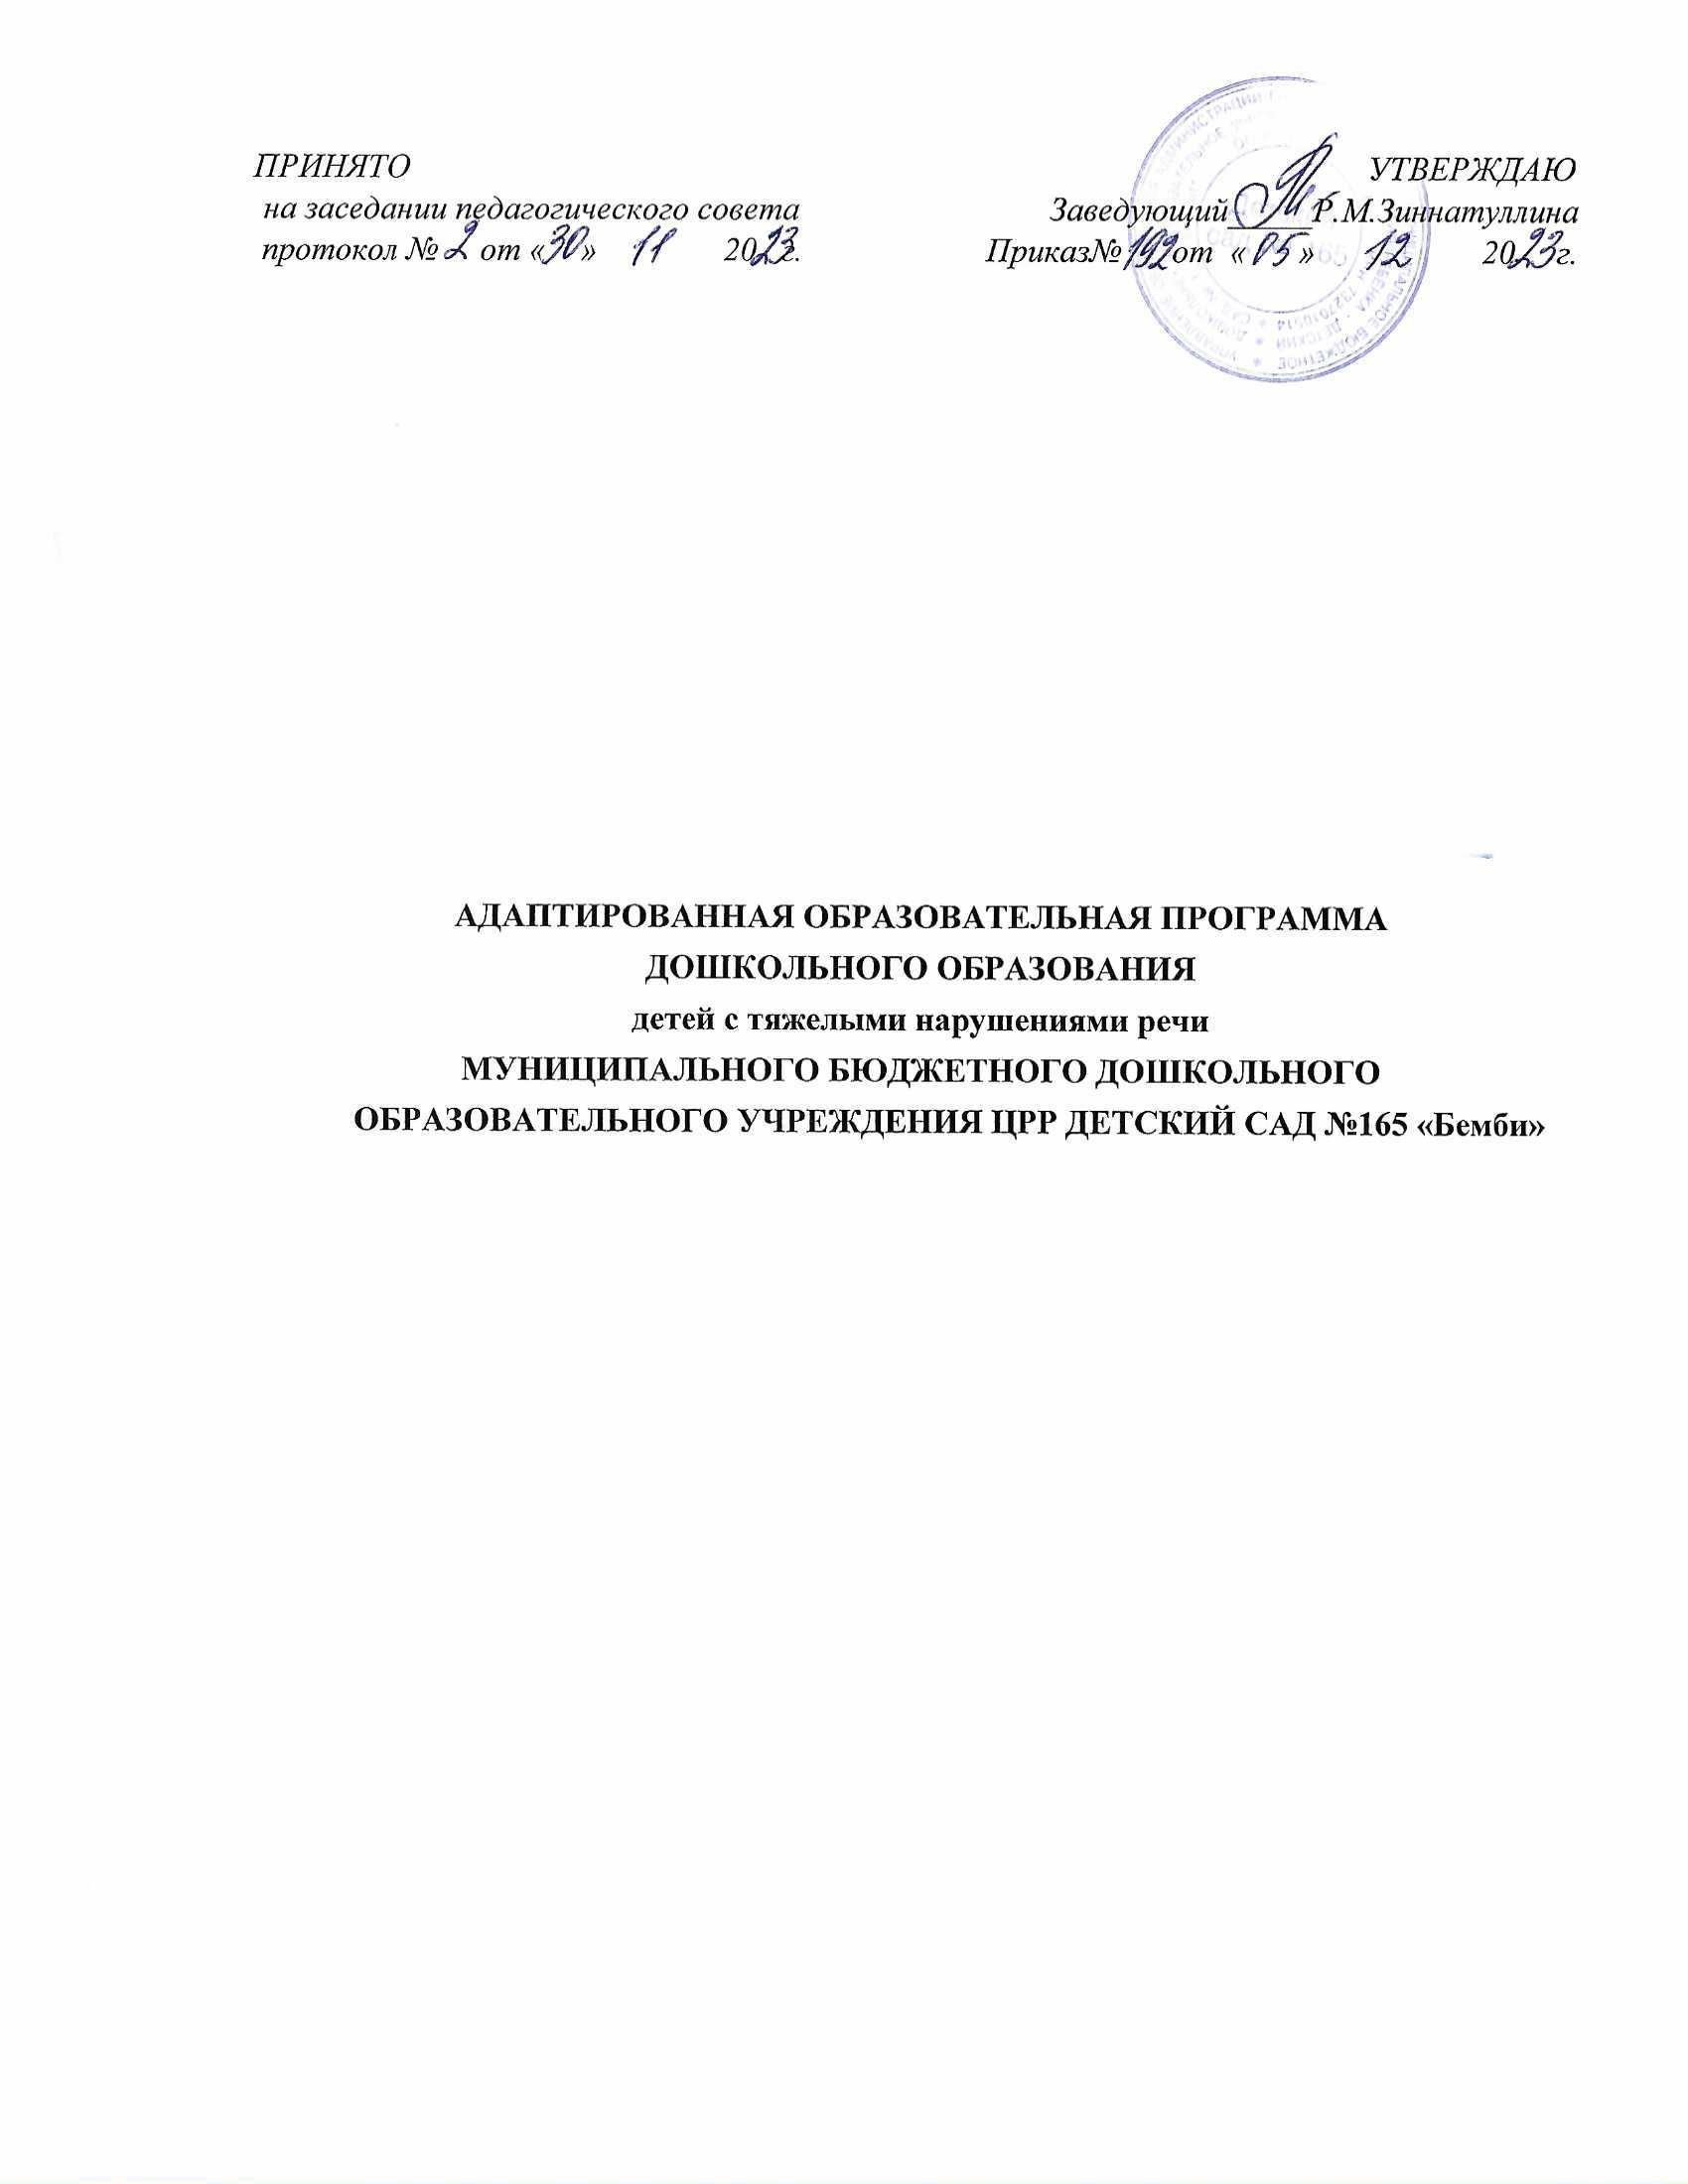 ПРИНЯТО
на заседании педагогического совета
протокол № 2 от «30» 11 2023г.
УТВЕРЖДАЮ
Заведующий Р.М.Зиннатуллина
Приказ№ 192 от «05» 12 2023г.
АДАПТИРОВАННАЯ ОБРАЗОВАТЕЛЬНАЯ ПРОГРАММА
ДОШКОЛЬНОГО ОБРАЗОВАНИЯ
детей с тяжелыми нарушениями речи
МУНИЦИПАЛЬНОГО БЮДЖЕТНОГО ДОШКОЛЬНОГО
ОБРАЗОВАТЕЛЬНОГО УЧРЕЖДЕНИЯ ЦРР ДЕТСКИЙ САД №165 «Бемби»